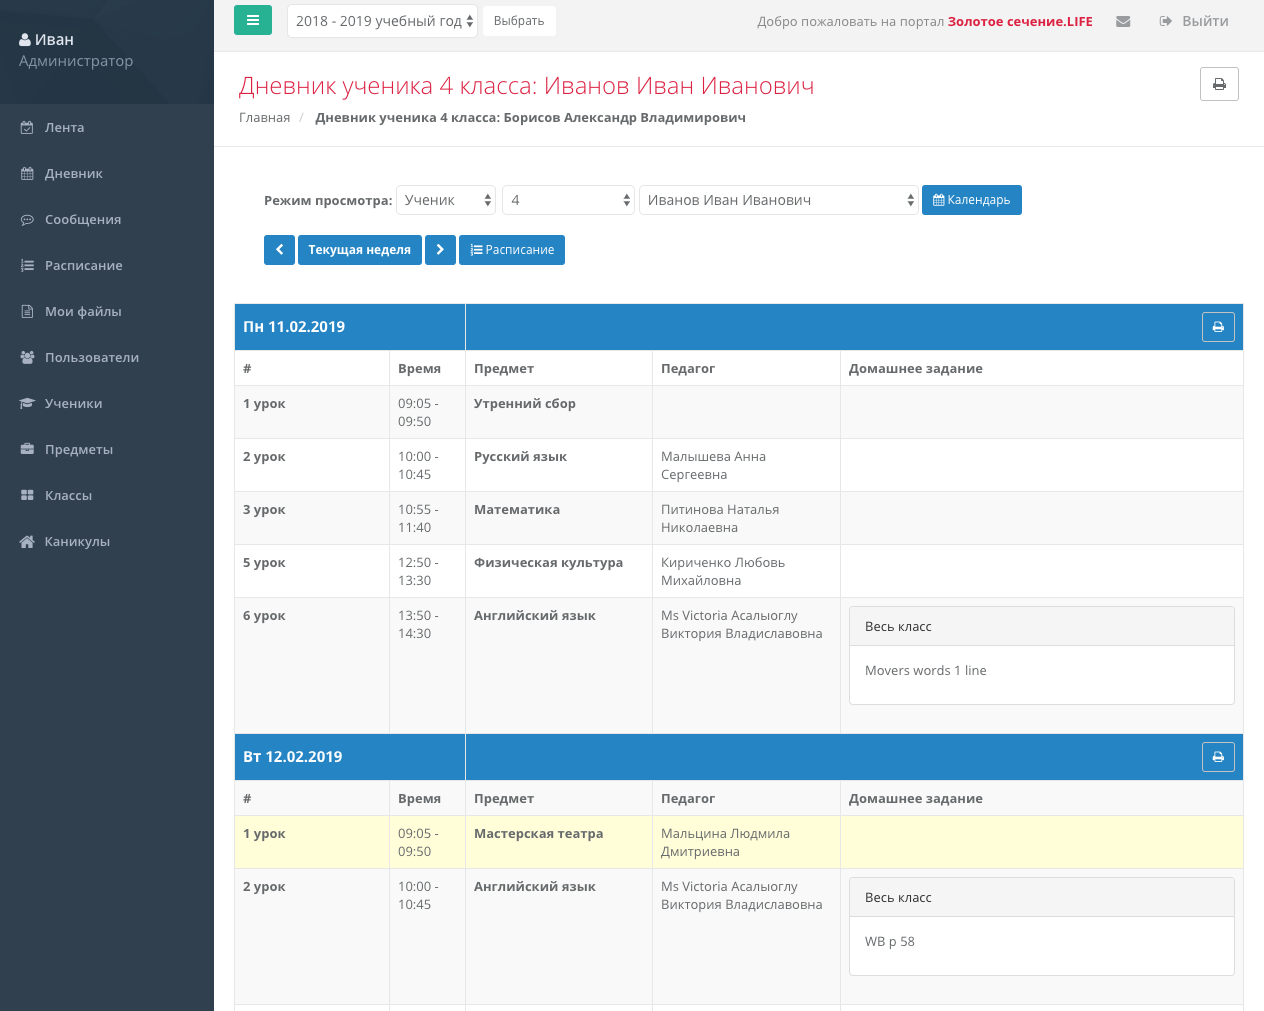 Иван
Администратор
Лента
Дневник
Сообщения
Расписание
Мои файлы
Пользователи
Ученики
Предметы
Классы
Каникулы
2018 - 2019 учебный год Выбрать Добро пожаловать на портал Золотое сечение.LIFE Выйти
Дневник ученика 4 класса: Иванов Иван Иванович
Главная / Дневник ученика 4 класса: Борисов Александр Владимирович
Режим просмотра: Ученик 4 Иванов Иван Иванович Календарь
Текущая неделя Расписание
Пн 11.02.2019
# Время Предмет Педагог Домашнее задание
1 урок 09:05 - Утренний сбор
09:50
2 урок 10:00 - Русский язык Малышева Анна
10:45 Сергеевна
3 урок 10:55 - Математика Питинова Наталья
11:40 Николаевна
5 урок 12:50 - Физическая культура Кириченко Любовь
13:30 Михайловна
6 урок 13:50 - Английский язык Ms Victoria Асалыоглу
14:30 Виктория Владиславовна
Весь класс
Movers words 1 line
Вт 12.02.2019
# Время Предмет Педагог Домашнее задание
1 урок 09:05 - Мастерская театра Мальцина Людмила
09:50 Дмитриевна
2 урок 10:00 - Английский язык Ms Victoria Асалыоглу
10:45 Виктория Владиславовна
Весь класс
WB p 58